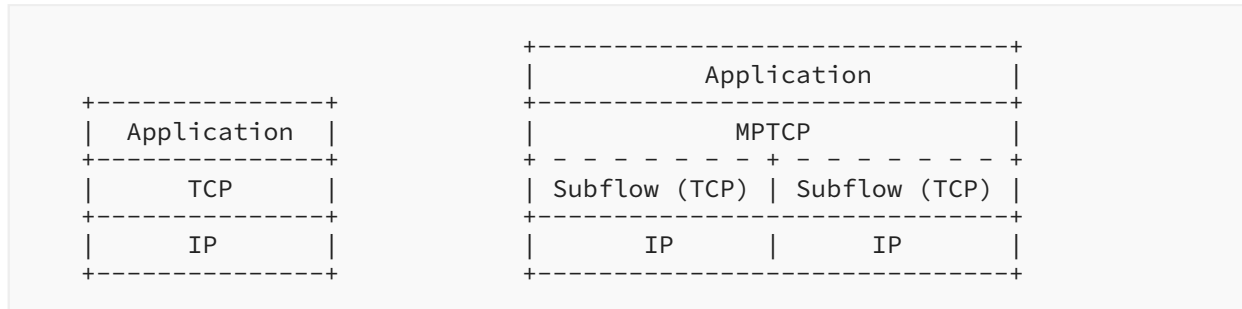 +-------------------------------+
                                  |           Application         |
     +---------------+            +-------------------------------+
     |  Application  |            |             MPTCP             |
     +---------------+            + - - - - - - - + - - - - - - - +
     |      TCP      |            | Subflow (TCP) | Subflow (TCP) |
     +---------------+            +-------------------------------+
     |      IP       |            |       IP      |      IP       |
     +---------------+            +-------------------------------+